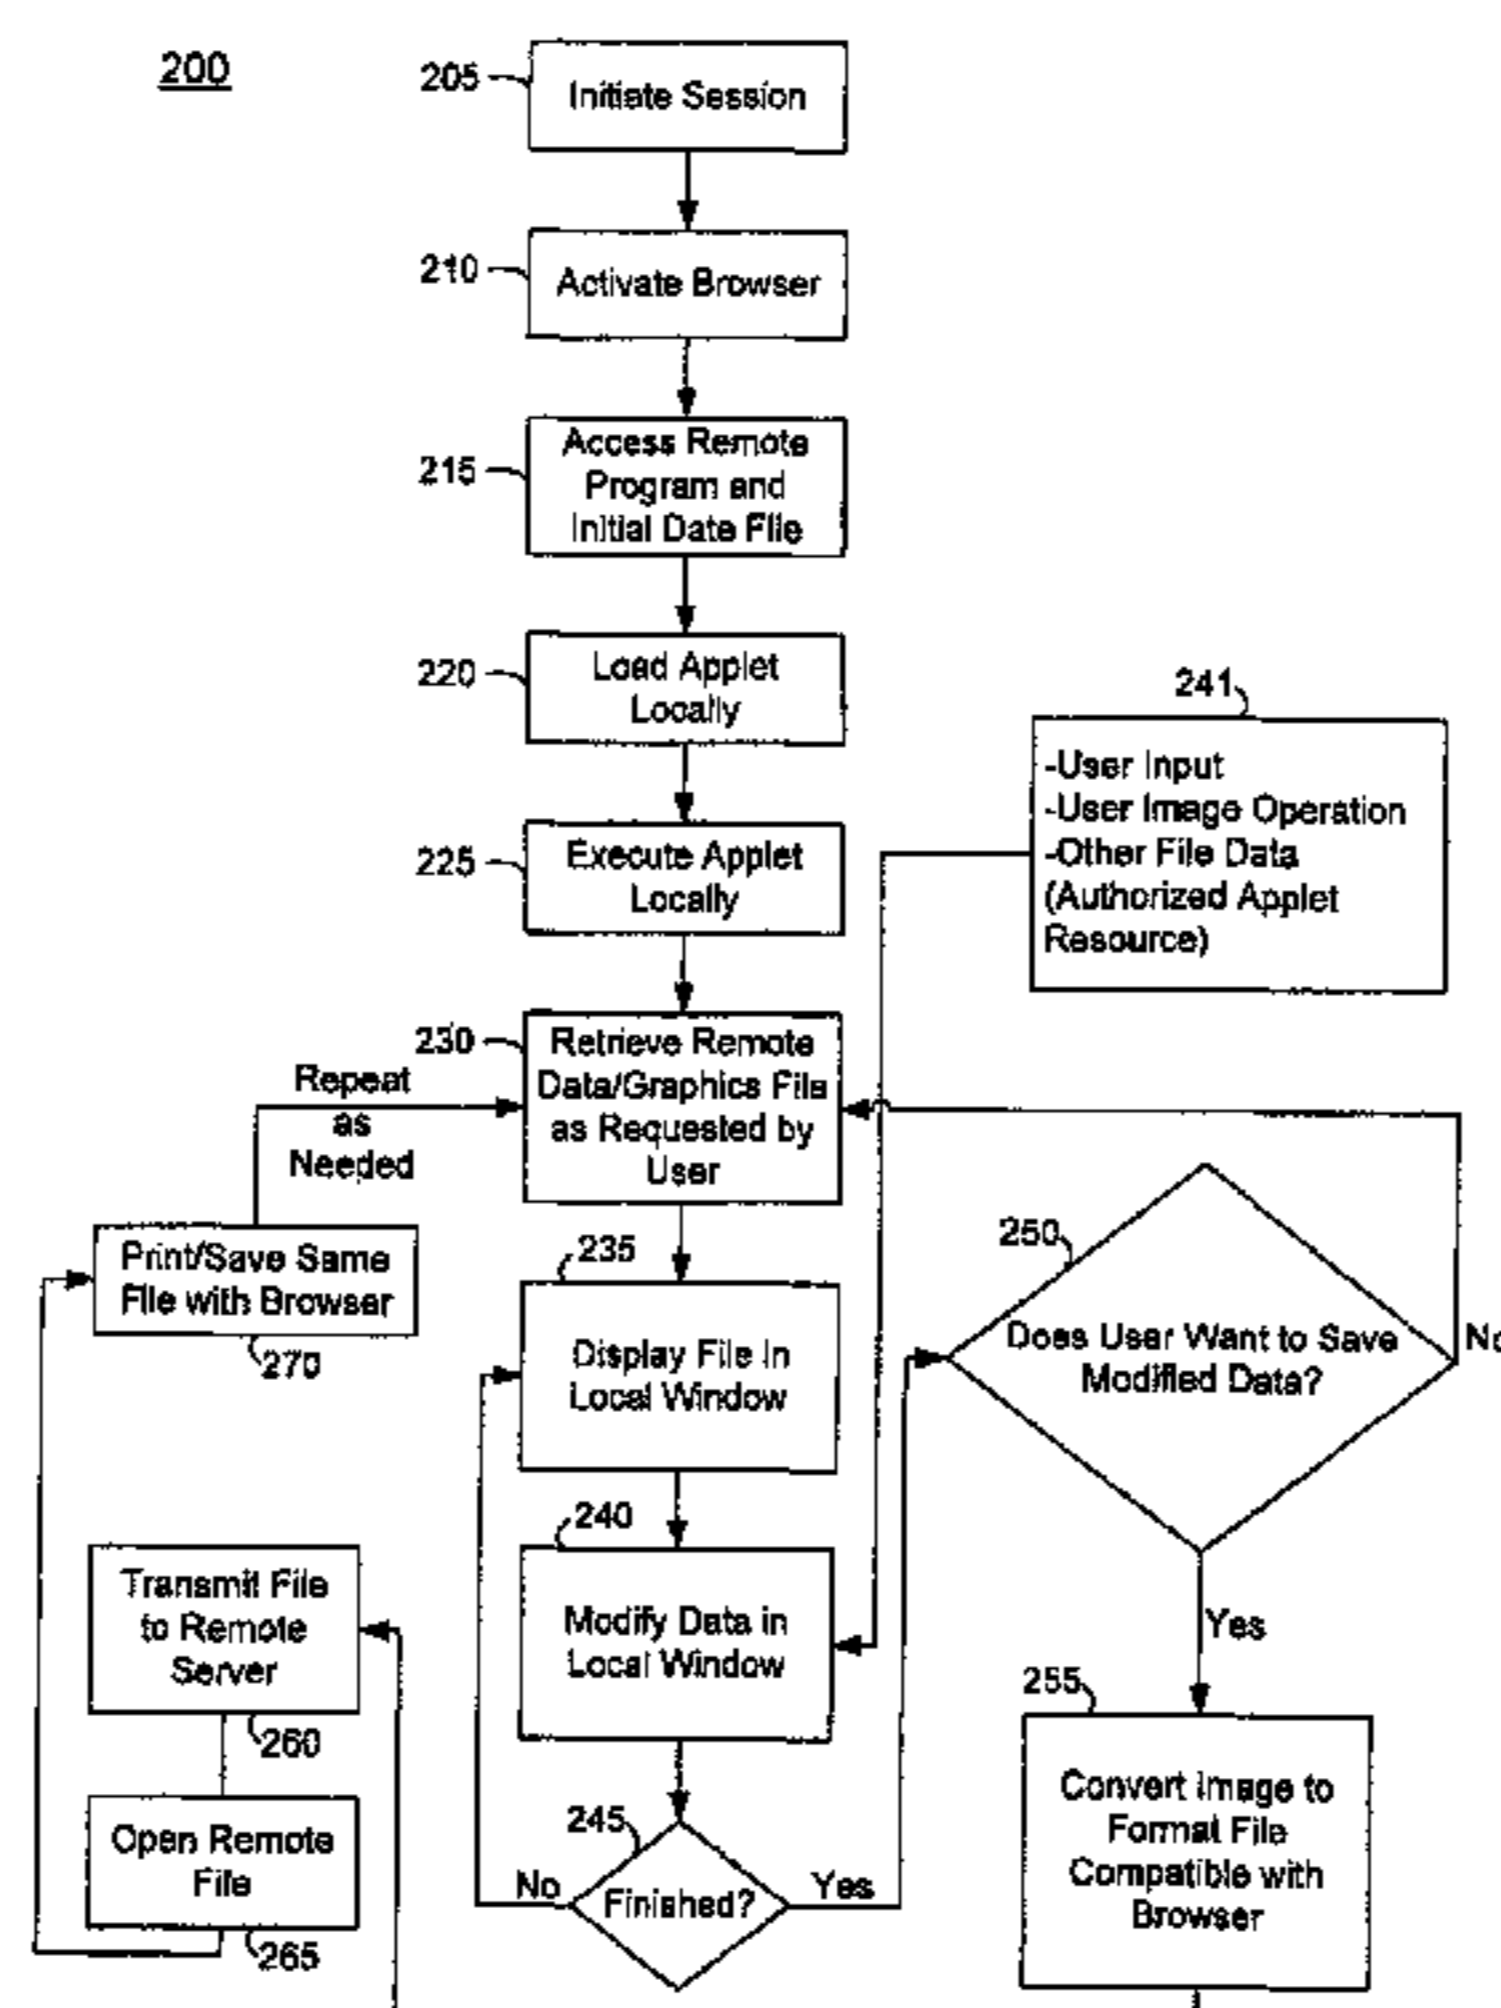 200
205
Initiate Session
210
Activate Browser
215
Access Remote
Program and
Initial Date File
220
Load Applet
Locally
225
Execute Applet
Locally
241
-User Input
-User Image Operation
-Other File Data
(Authorized Applet
Resource)
230
Retrieve Remote
Data/Graphics File
as Requested by
User
Repeat
as
Needed
Print/Save Same
File with Browser
270
235
Display File in
Local Window
250
Does User Want to Save
Modified Data?
No
240
Modify Data in
Local Window
Transmit File
to Remote
Server
260
Open Remote
File
265
245
Finished?
No
Yes
Yes
255
Convert Image to
Format File
Compatible with
Browser